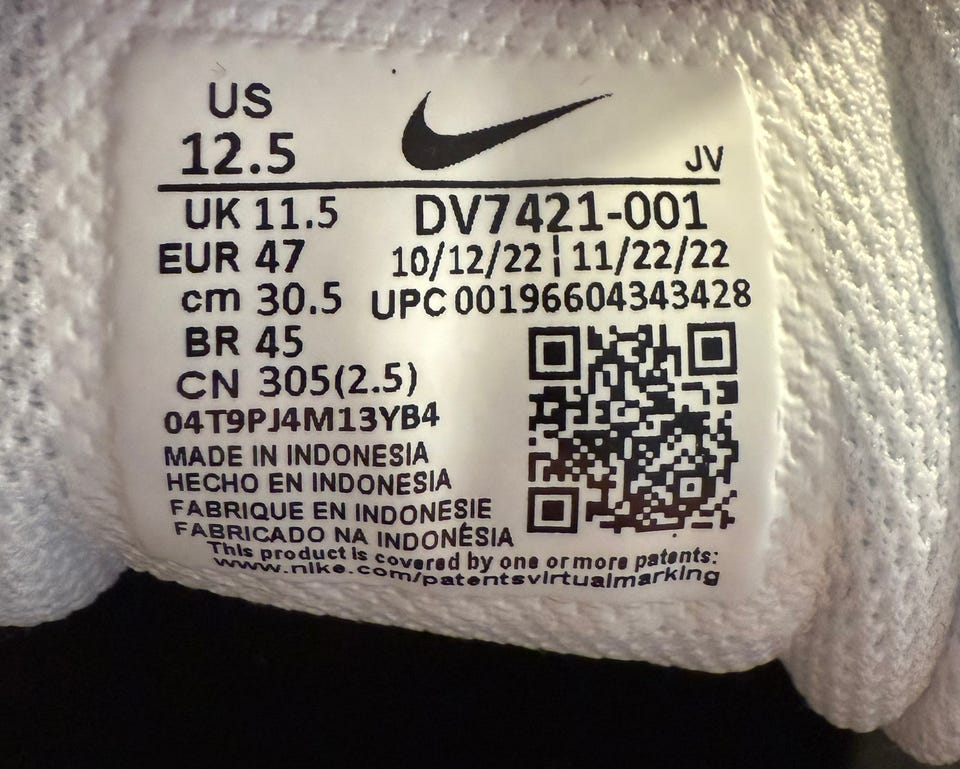 US
12.5
JV
UK 11.5
DV7421-001
EUR 47
10/12/22 | 11/22/22
cm 30.5
UPC 00196604343428
BR 45
CN 305(2.5)
04T9PJ4M13YB4
MADE IN INDONESIA
HECHO EN INDONESIA
FABRIQUE EN INDONESIE
FABRICADO NA INDONÉSIA
This product is covered by one or more patents:
www.nike.com/patentsvirtualmarking